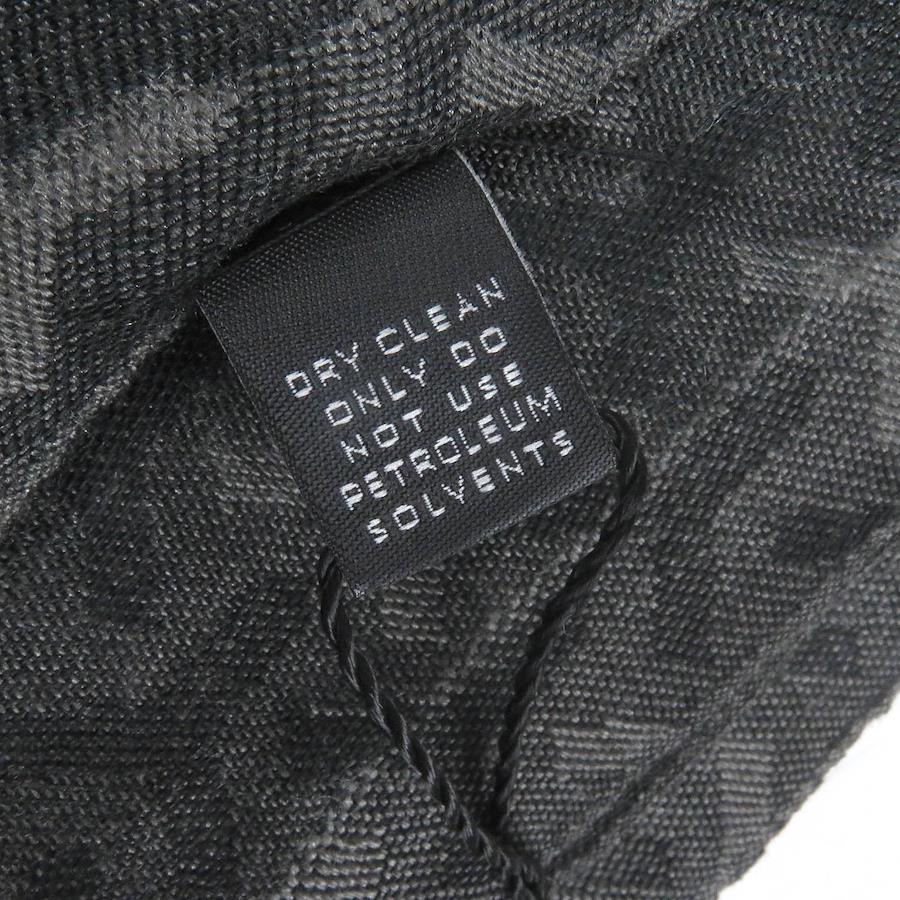 DRY CLEAN
ONLY DO
NOT USE
PETROLEUM
SOLVENTS